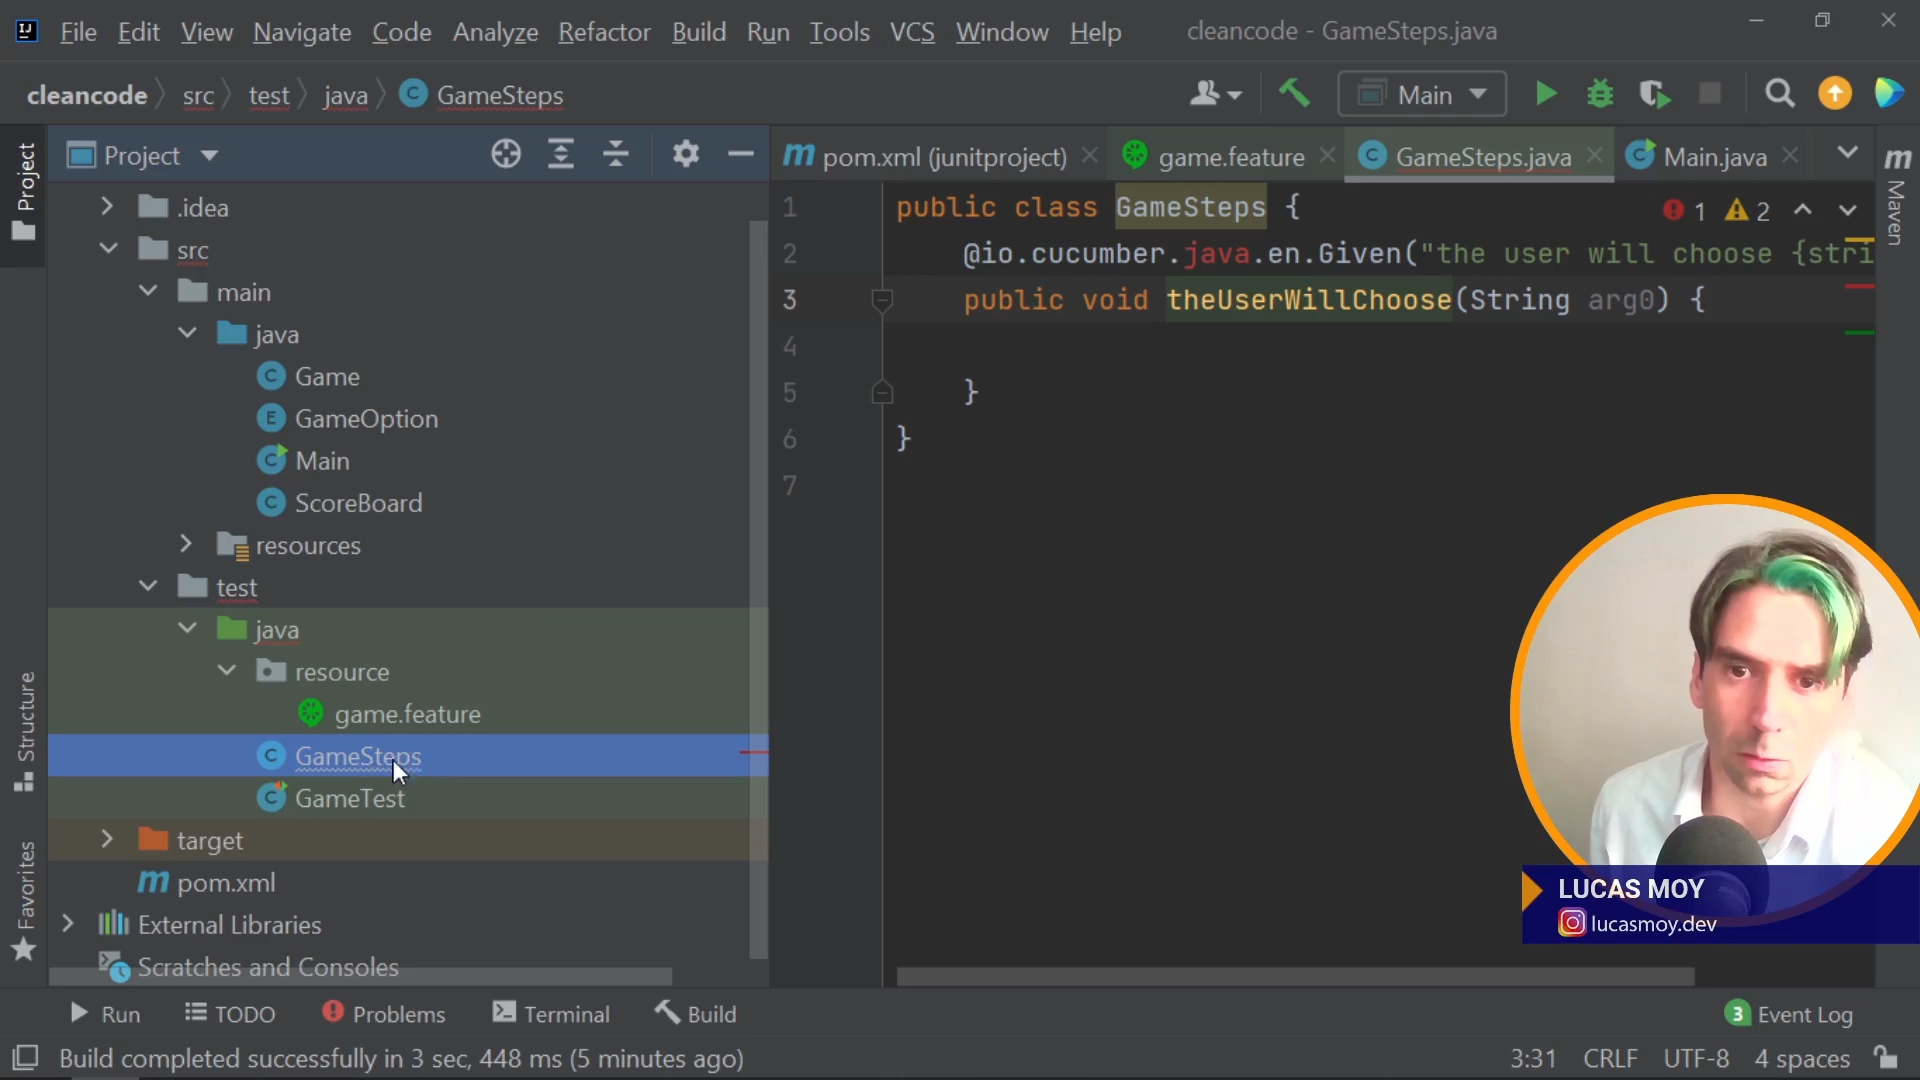 File Edit View Navigate Code Analyze Refactor Build Run Tools VCS Window Help cleancode - GameSteps.java
cleancode src test java GameSteps
Main
Project
Project
pom.xml (junitproject)
game.feature
GameSteps.java
Main.java
Maven
.idea
src
main
java
Game
GameOption
Main
ScoreBoard
resources
test
java
resource
game.feature
GameSteps
GameTest
target
pom.xml
External Libraries
Scratches and Consoles
Structure
Favorites
1 public class GameSteps {
1 2
2 @io.cucumber.java.en.Given("the user will choose {stri
3 public void theUserWillChoose(String arg0) {
4
5 }
6 }
7
LUCAS MOY
lucasmoy.dev
Run TODO Problems Terminal Build
3 Event Log
Build completed successfully in 3 sec, 448 ms (5 minutes ago)
3:31 CRLF UTF-8 4 spaces